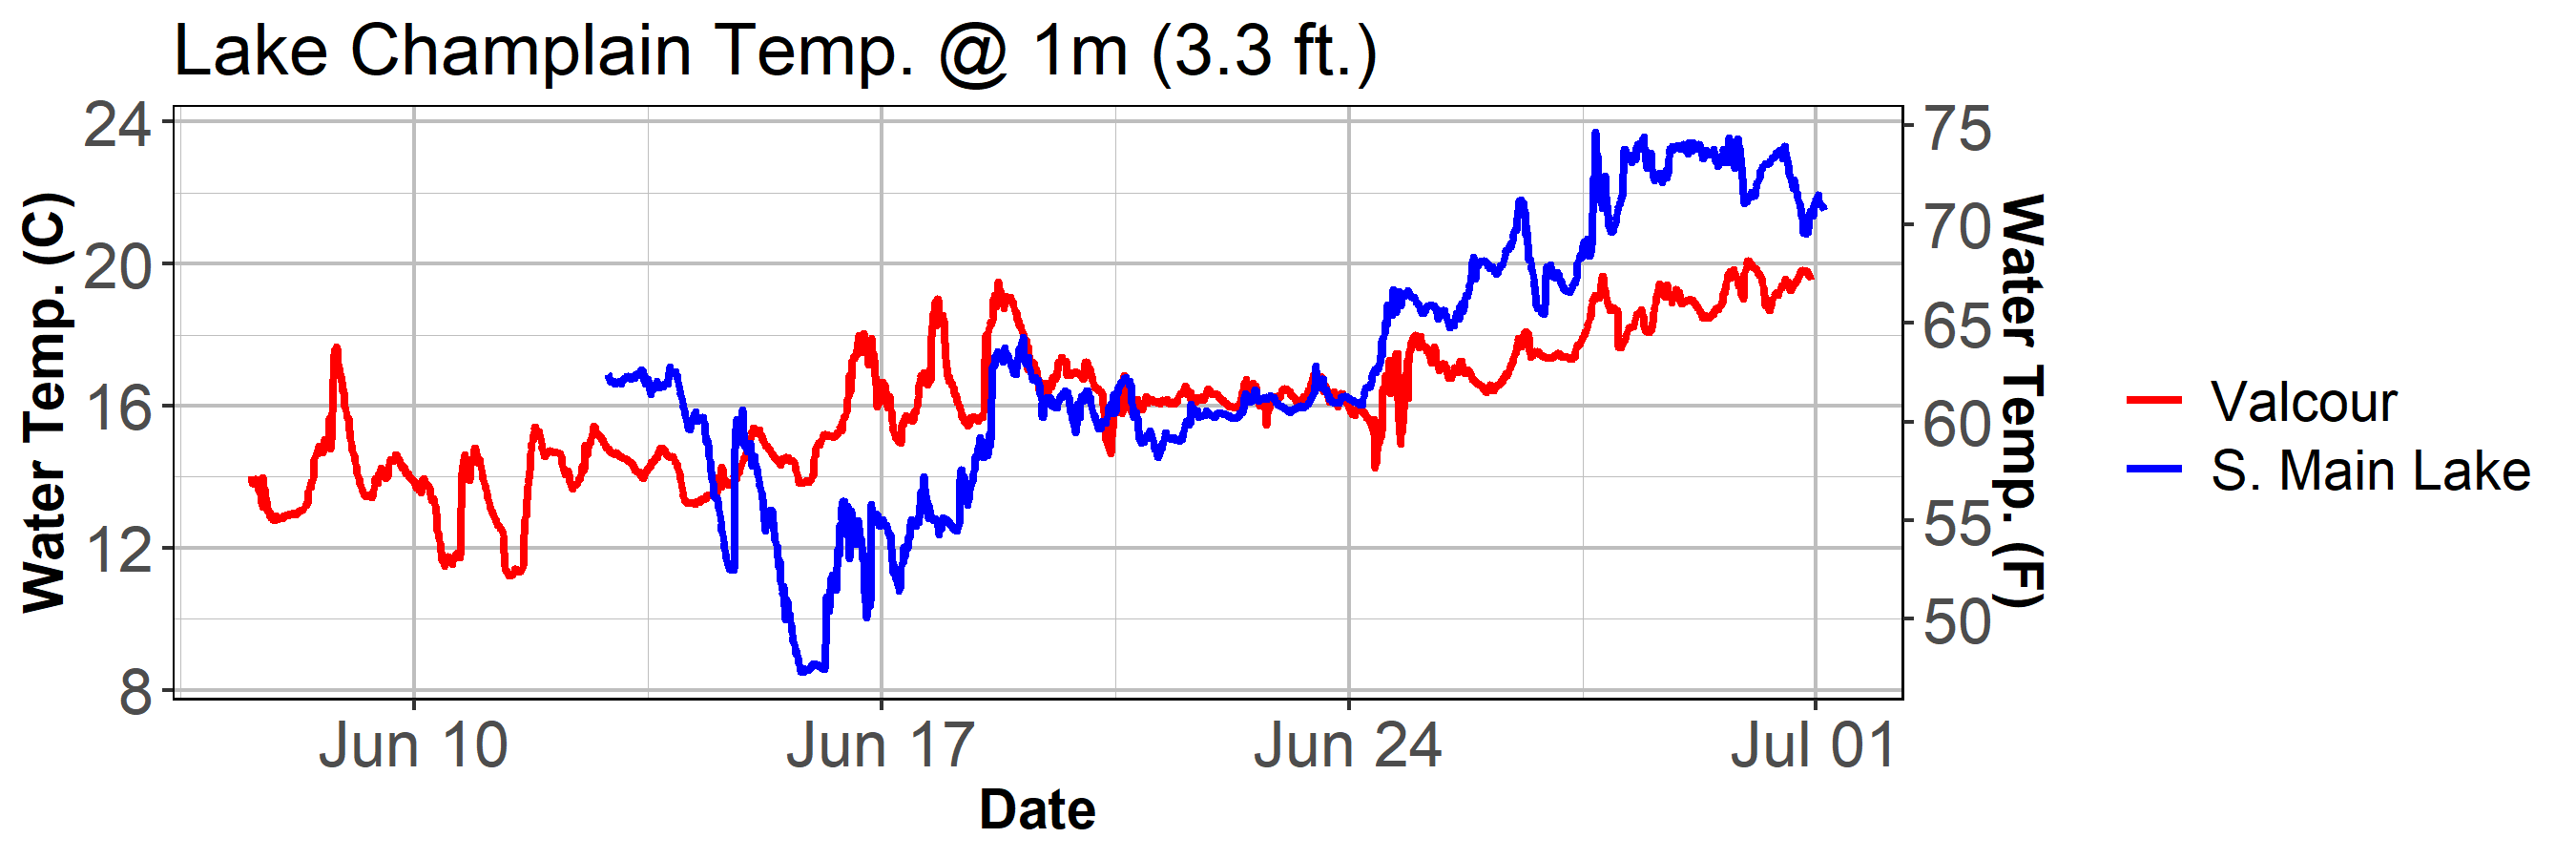 Lake Champlain Temp. @ 1m (3.3 ft.)
Water Temp. (C)
24
20
16
12
8
75
70
65
60
55
50
Water Temp. (F)
Jun 10
Jun 17
Jun 24
Jul 01
Date
Valcour
S. Main Lake